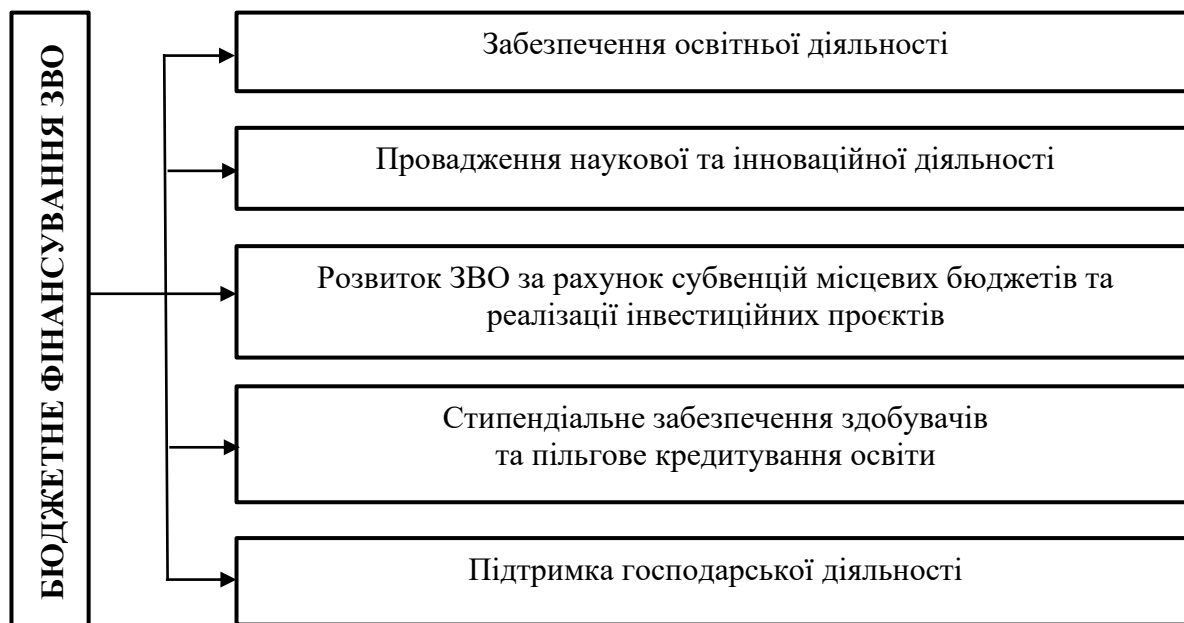 БЮДЖЕТНЕ ФІНАНСУВАННЯ ЗВО
Забезпечення освітньої діяльності
Провадження наукової та інноваційної діяльності
Розвиток ЗВО за рахунок субвенцій місцевих бюджетів та
реалізації інвестиційних проєктів
Стипендіальне забезпечення здобувачів
та пільгове кредитування освіти
Підтримка господарської діяльності